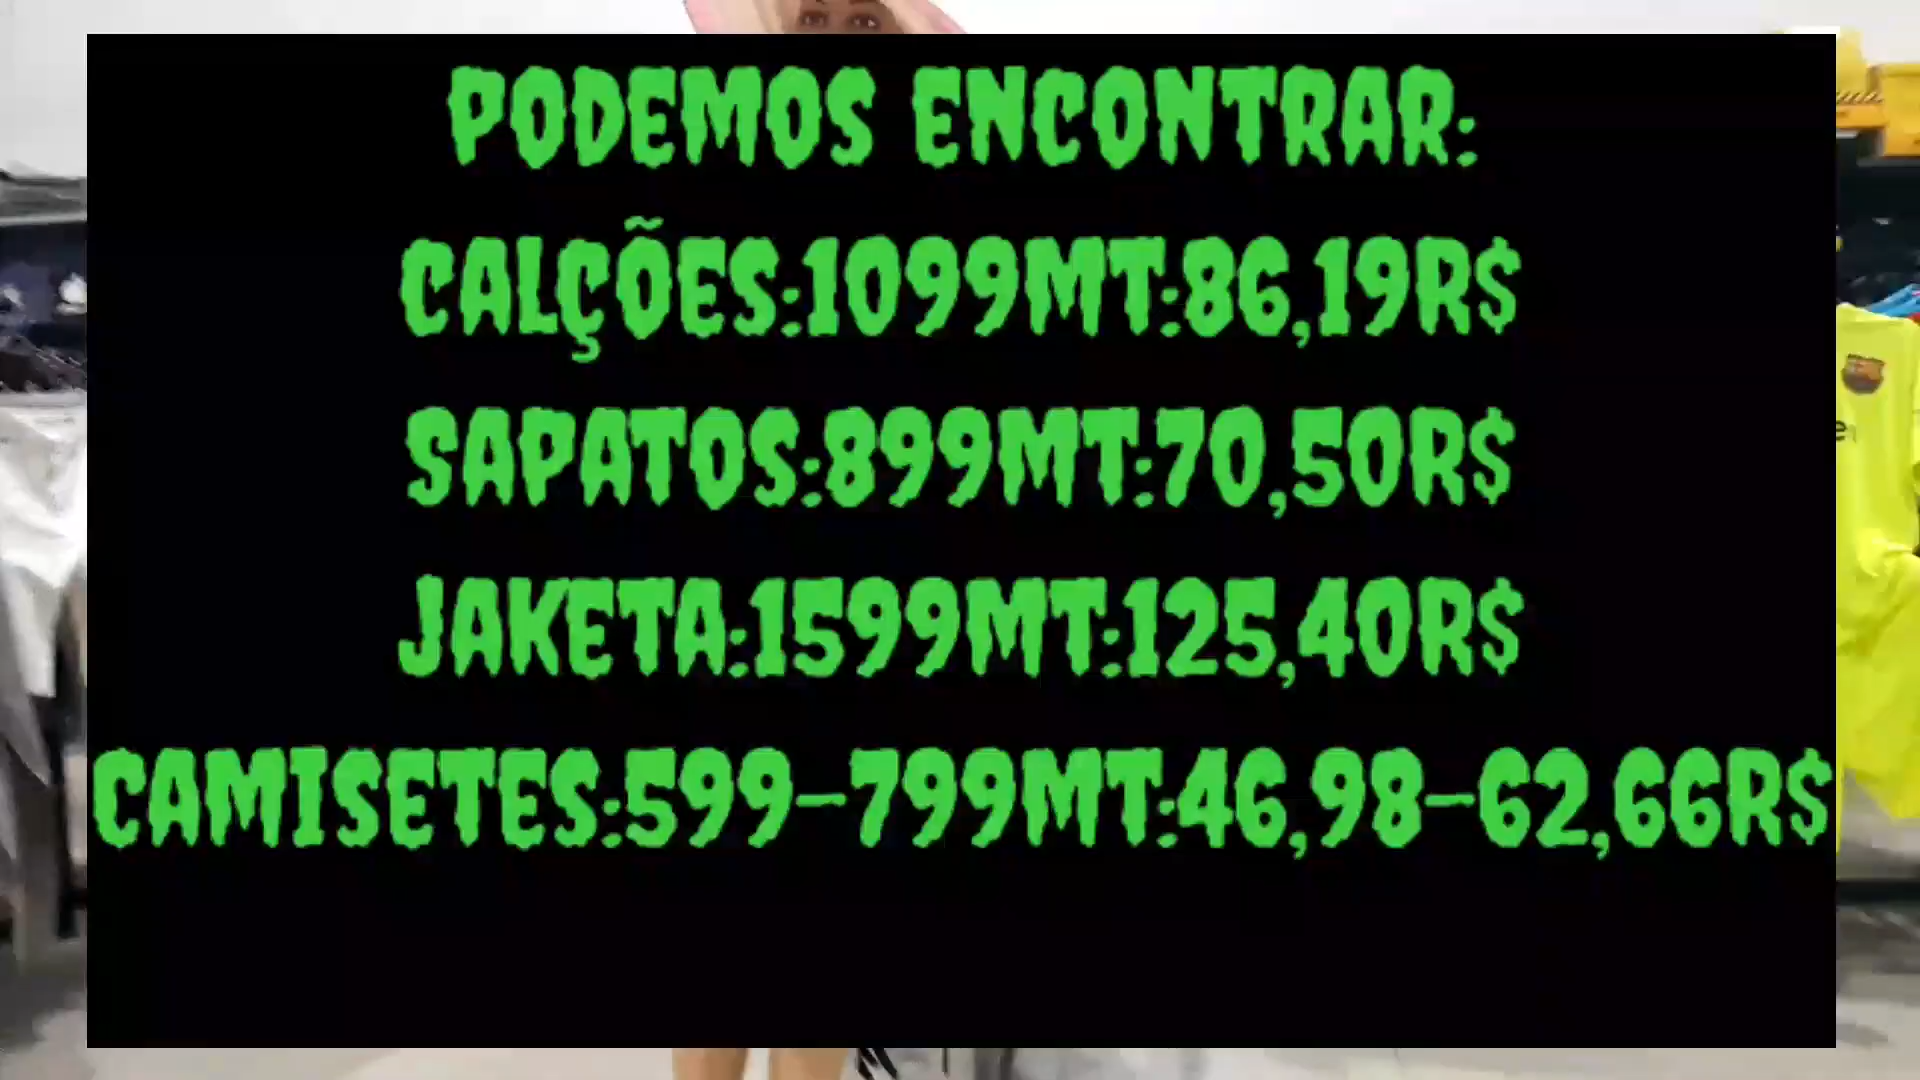 PODEMOS ENCONTRAR:
CALÇÕES:1099MT:86,19R$
SAPATOS:899MT:70,50R$
JAKETA:1599MT:125,40R$
CAMISETES:599-799MT:46,98-62,66R$